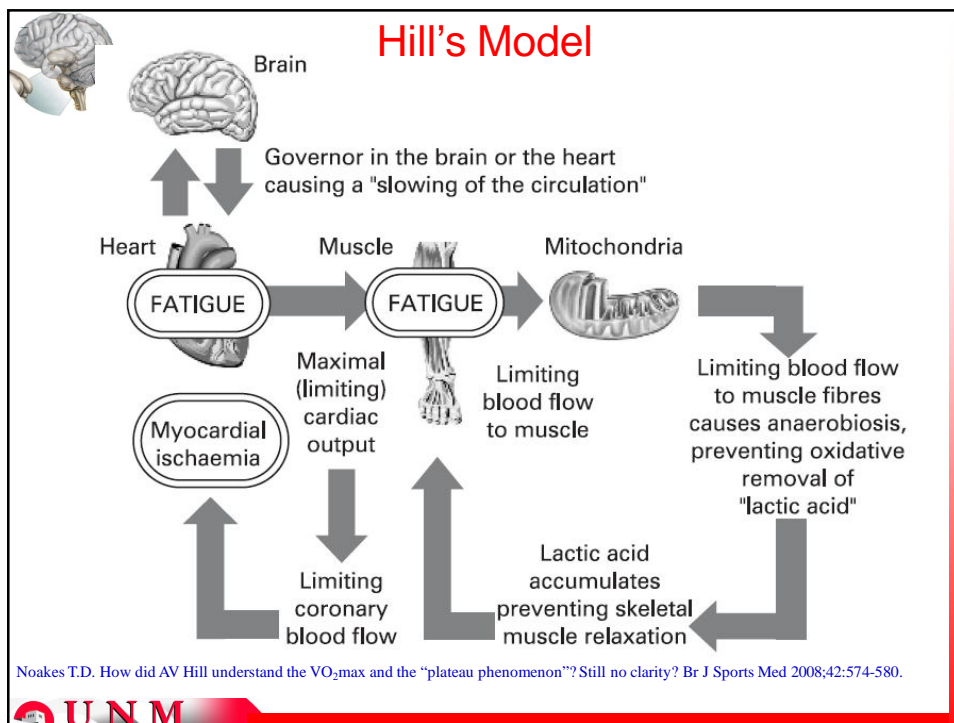 Hill's Model
Brain
Governor in the brain or the heart
causing a "slowing of the circulation"
Heart
Muscle
Mitochondria
FATIGUE
FATIGUE
Maximal
(limiting)
cardiac
output
Limiting
blood flow
to muscle
Limiting blood flow
to muscle fibres
causes anaerobiosis,
preventing oxidative
removal of
"lactic acid"
Myocardial
ischaemia
Limiting
coronary
blood flow
Lactic acid
accumulates
preventing skeletal
muscle relaxation
Noakes T.D. How did AV Hill understand the VO₂max and the “plateau phenomenon”? Still no clarity? Br J Sports Med 2008;42:574-580.
UNM